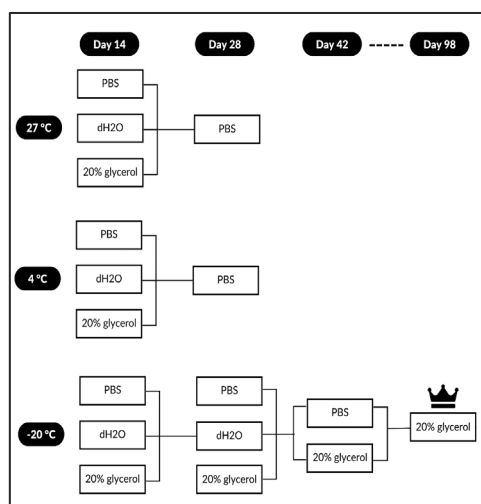 Day 14 Day 28 Day 42 Day 98
PBS
27 °C dH2O PBS
20% glycerol
PBS
4 °C dH2O PBS
20% glycerol
PBS PBS
PBS
-20 °C dH2O dH2O 20% glycerol
20% glycerol
20% glycerol 20% glycerol